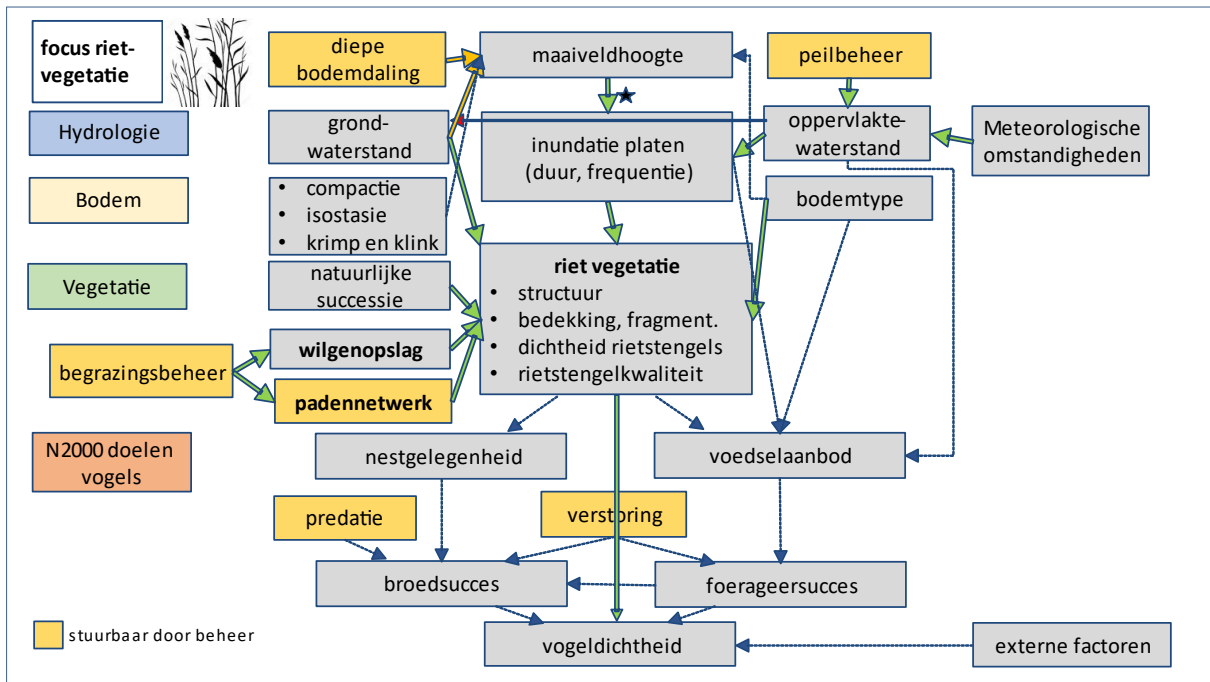 focus riet-
vegetatie
Hydrologie
Bodem
Vegetatie
begrazingsbeheer
N2000 doelen
vogels
stuurbaar door beheer
diepe
bodemdaling
maaiveldhoogte
peilbeheer
grond-
waterstand
inundatie platen
(duur, frequentie)
oppervlakte-
waterstand
Meteorologische
omstandigheden
• compactie
• isostasie
• krimp en klink
bodemtype
natuurlijke
successie
riet vegetatie
• structuur
• bedekking, fragment.
• dichtheid rietstengels
• rietstengelkwaliteit
wilgenopslag
padennetwerk
nestgelegenheid
voedselaanbod
predatie
verstoring
broedsucces
foerageersucces
vogeldichtheid
externe factoren